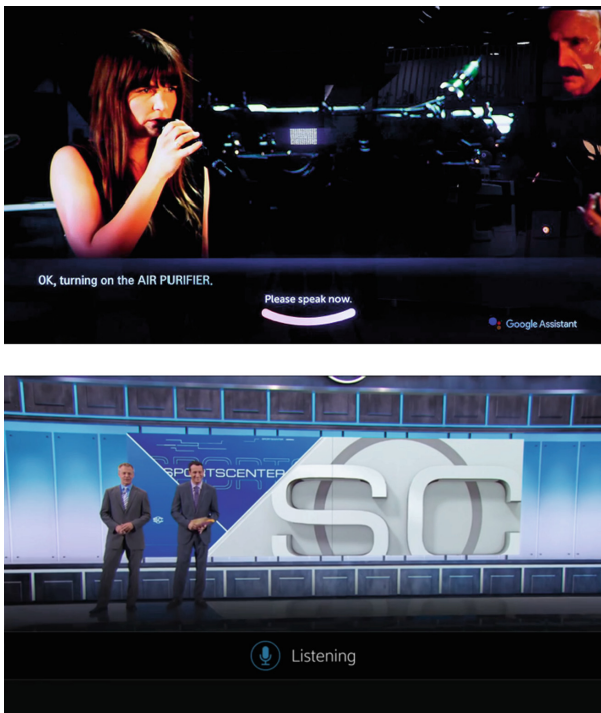 OK, turning on the AIR PURIFIER.
Please speak now.
Google Assistant
SPORTSCENTER
SC
Listening